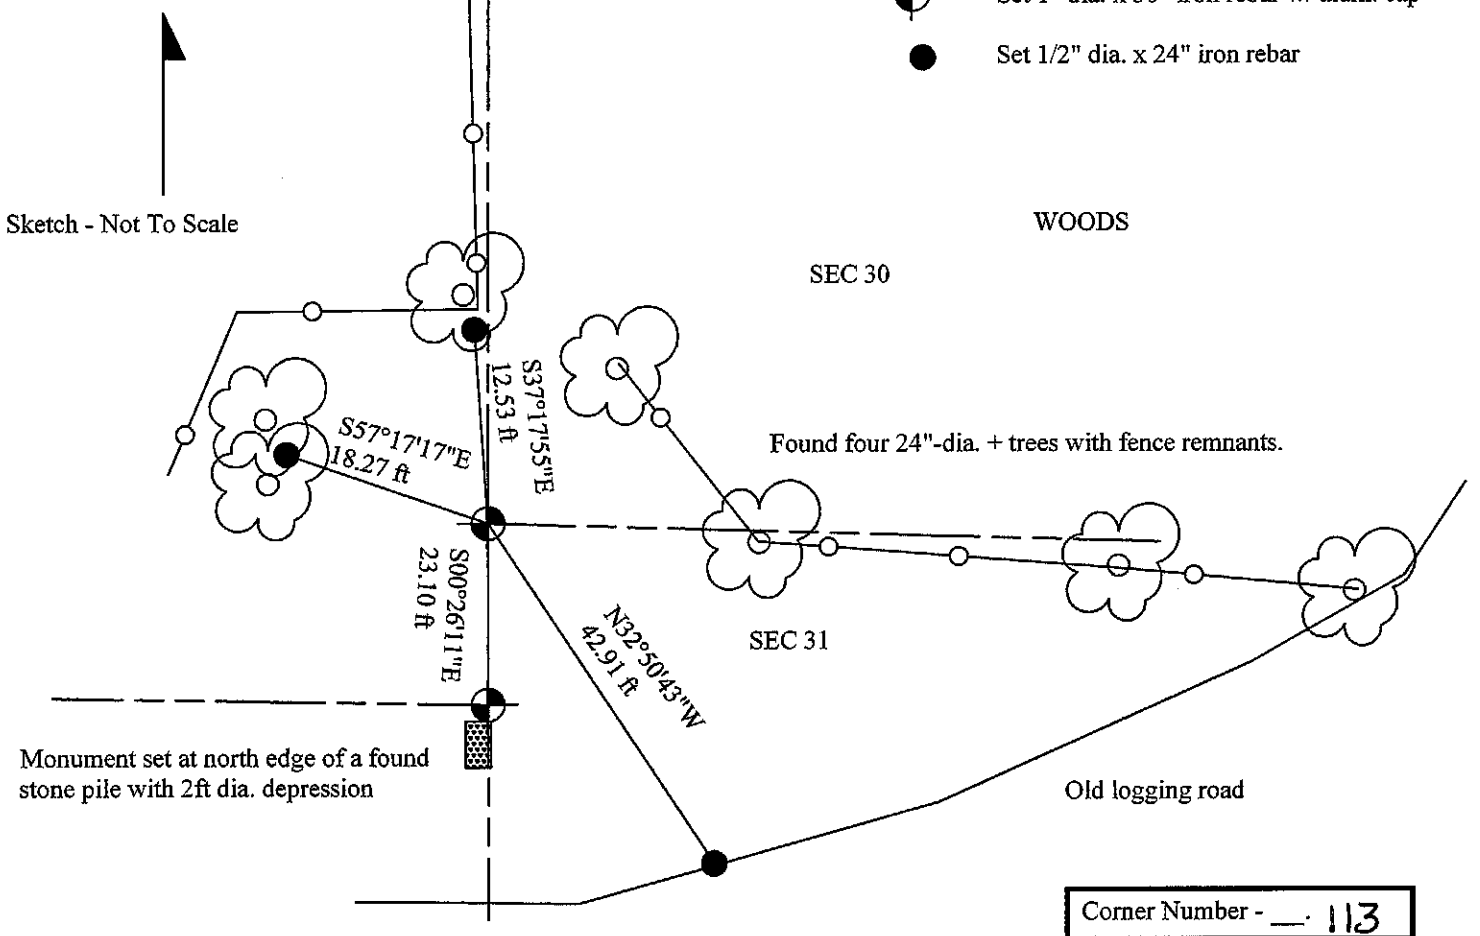 Set 1/2" dia. x 24" iron rebar
Sketch - Not To Scale
WOODS
SEC 30
S37°17'55"E
12.53 ft
S57°17'17"E
18.27 ft
Found four 24"-dia. + trees with fence remnants.
S00°26'11"E
23.10 ft
N32°50'43"W
42.91 ft
SEC 31
Monument set at north edge of a found
stone pile with 2ft dia. depression
Old logging road
Corner Number - __. 113